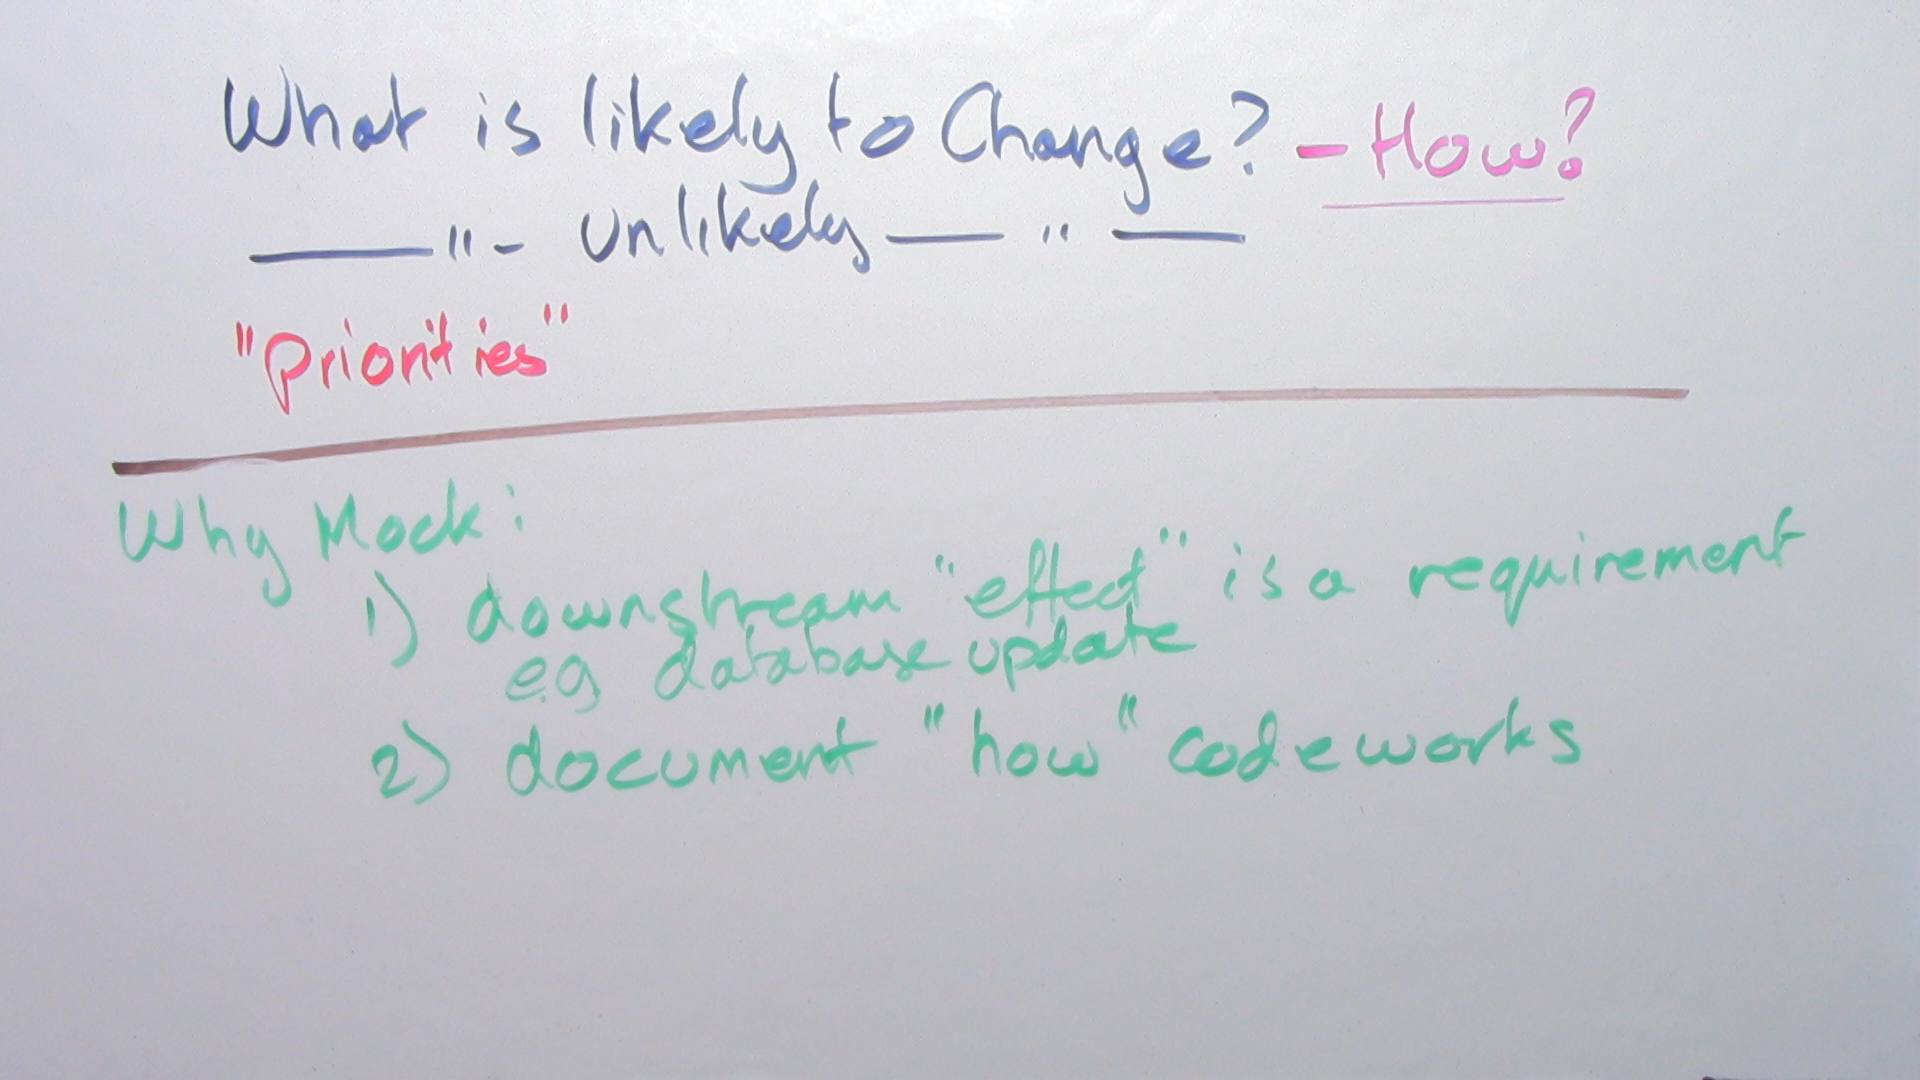 What is likely to Change? - How?
—— " - unlikely —— " ——
"Priorities"
Why Mock:
1) downstream "effect" is a requirement
e.g. database update
2) document "how" code works